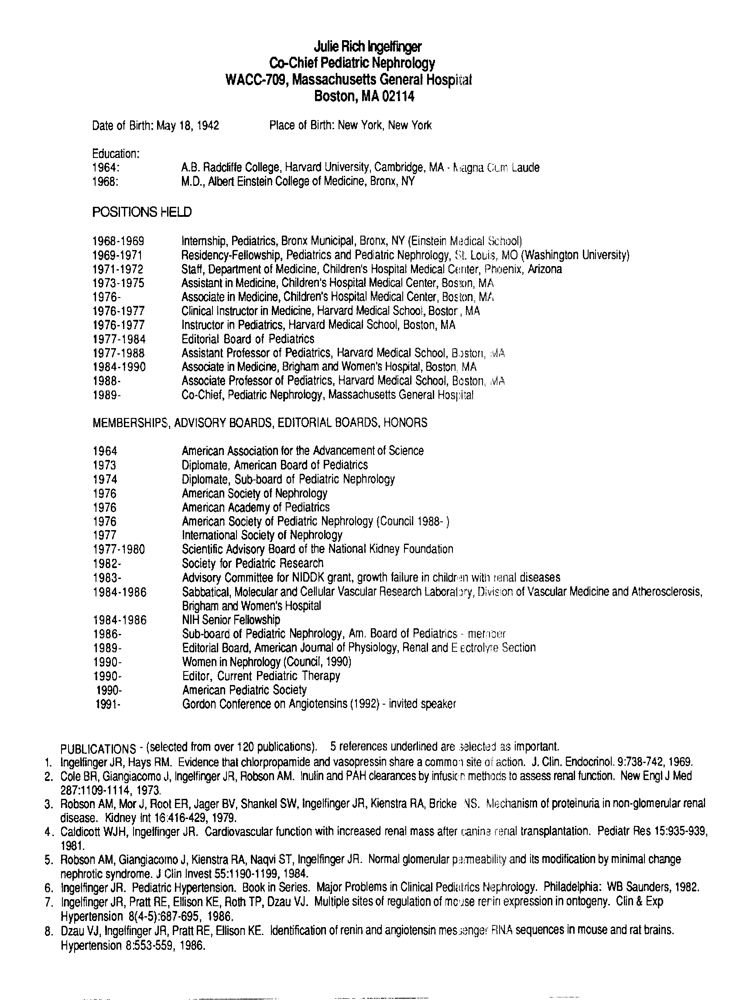 Julie Rich Ingelfinger
Co-Chief Pediatric Nephrology
WACC-709, Massachusetts General Hospital
Boston, MA 02114
Date of Birth: May 18, 1942 Place of Birth: New York, New York
Education:
1964: A.B. Radcliffe College, Harvard University, Cambridge, MA - Magna Cum Laude
1968: M.D., Albert Einstein College of Medicine, Bronx, NY
POSITIONS HELD
1968-1969 Internship, Pediatrics, Bronx Municipal, Bronx, NY (Einstein Medical School)
1969-1971 Residency-Fellowship, Pediatrics and Pediatric Nephrology, St. Louis, MO (Washington University)
1971-1972 Staff, Department of Medicine, Children's Hospital Medical Center, Phoenix, Arizona
1973-1975 Assistant in Medicine, Children's Hospital Medical Center, Boston, MA
1976- Associate in Medicine, Children's Hospital Medical Center, Boston, MA
1976-1977 Clinical Instructor in Medicine, Harvard Medical School, Boston, MA
1976-1977 Instructor in Pediatrics, Harvard Medical School, Boston, MA
1977-1984 Editorial Board of Pediatrics
1977-1988 Assistant Professor of Pediatrics, Harvard Medical School, Boston, MA
1984-1990 Associate in Medicine, Brigham and Women's Hospital, Boston, MA
1988- Associate Professor of Pediatrics, Harvard Medical School, Boston, MA
1989- Co-Chief, Pediatric Nephrology, Massachusetts General Hospital
MEMBERSHIPS, ADVISORY BOARDS, EDITORIAL BOARDS, HONORS
1964 American Association for the Advancement of Science
1973 Diplomate, American Board of Pediatrics
1974 Diplomate, Sub-board of Pediatric Nephrology
1976 American Society of Nephrology
1976 American Academy of Pediatrics
1976 American Society of Pediatric Nephrology (Council 1988- )
1977 International Society of Nephrology
1977-1980 Scientific Advisory Board of the National Kidney Foundation
1982- Society for Pediatric Research
1983- Advisory Committee for NIDDK grant, growth failure in children with renal diseases
1984-1986 Sabbatical, Molecular and Cellular Vascular Research Laboratory, Division of Vascular Medicine and Atherosclerosis,
Brigham and Women's Hospital
1984-1986 NIH Senior Fellowship
1986- Sub-board of Pediatric Nephrology, Am. Board of Pediatrics - member
1989- Editorial Board, American Journal of Physiology, Renal and Electrolyte Section
1990- Women in Nephrology (Council, 1990)
1990- Editor, Current Pediatric Therapy
1990- American Pediatric Society
1991- Gordon Conference on Angiotensins (1992) - invited speaker
PUBLICATIONS - (selected from over 120 publications). 5 references underlined are selected as important.
1. Ingelfinger JR, Hays RM. Evidence that chlorpropamide and vasopressin share a common site of action. J. Clin. Endocrinol. 9:738-742, 1969.
2. Cole BR, Giangiacomo J, Ingelfinger JR, Robson AM. Inulin and PAH clearances by infusion methods to assess renal function. New Engl J Med
287:1109-1114, 1973.
3. Robson AM, Mor J, Root ER, Jager BV, Shankel SW, Ingelfinger JR, Kienstra RA, Bricke NS. Mechanism of proteinuria in non-glomerular renal
disease. Kidney Int 16:416-429, 1979.
4. Caldicott WJH, Ingelfinger JR. Cardiovascular function with increased renal mass after canine renal transplantation. Pediatr Res 15:935-939,
1981.
5. Robson AM, Giangiacomo J, Kienstra RA, Naqvi ST, Ingelfinger JR. Normal glomerular permeability and its modification by minimal change
nephrotic syndrome. J Clin Invest 55:1190-1199, 1984.
6. Ingelfinger JR. Pediatric Hypertension. Book in Series. Major Problems in Clinical Pediatrics Nephrology. Philadelphia: WB Saunders, 1982.
7. Ingelfinger JR, Pratt RE, Ellison KE, Roth TP, Dzau VJ. Multiple sites of regulation of mouse renin expression in ontogeny. Clin & Exp
Hypertension 8(4-5):687-695, 1986.
8. Dzau VJ, Ingelfinger JR, Pratt RE, Ellison KE. Identification of renin and angiotensin messenger RNA sequences in mouse and rat brains.
Hypertension 8:553-559, 1986.